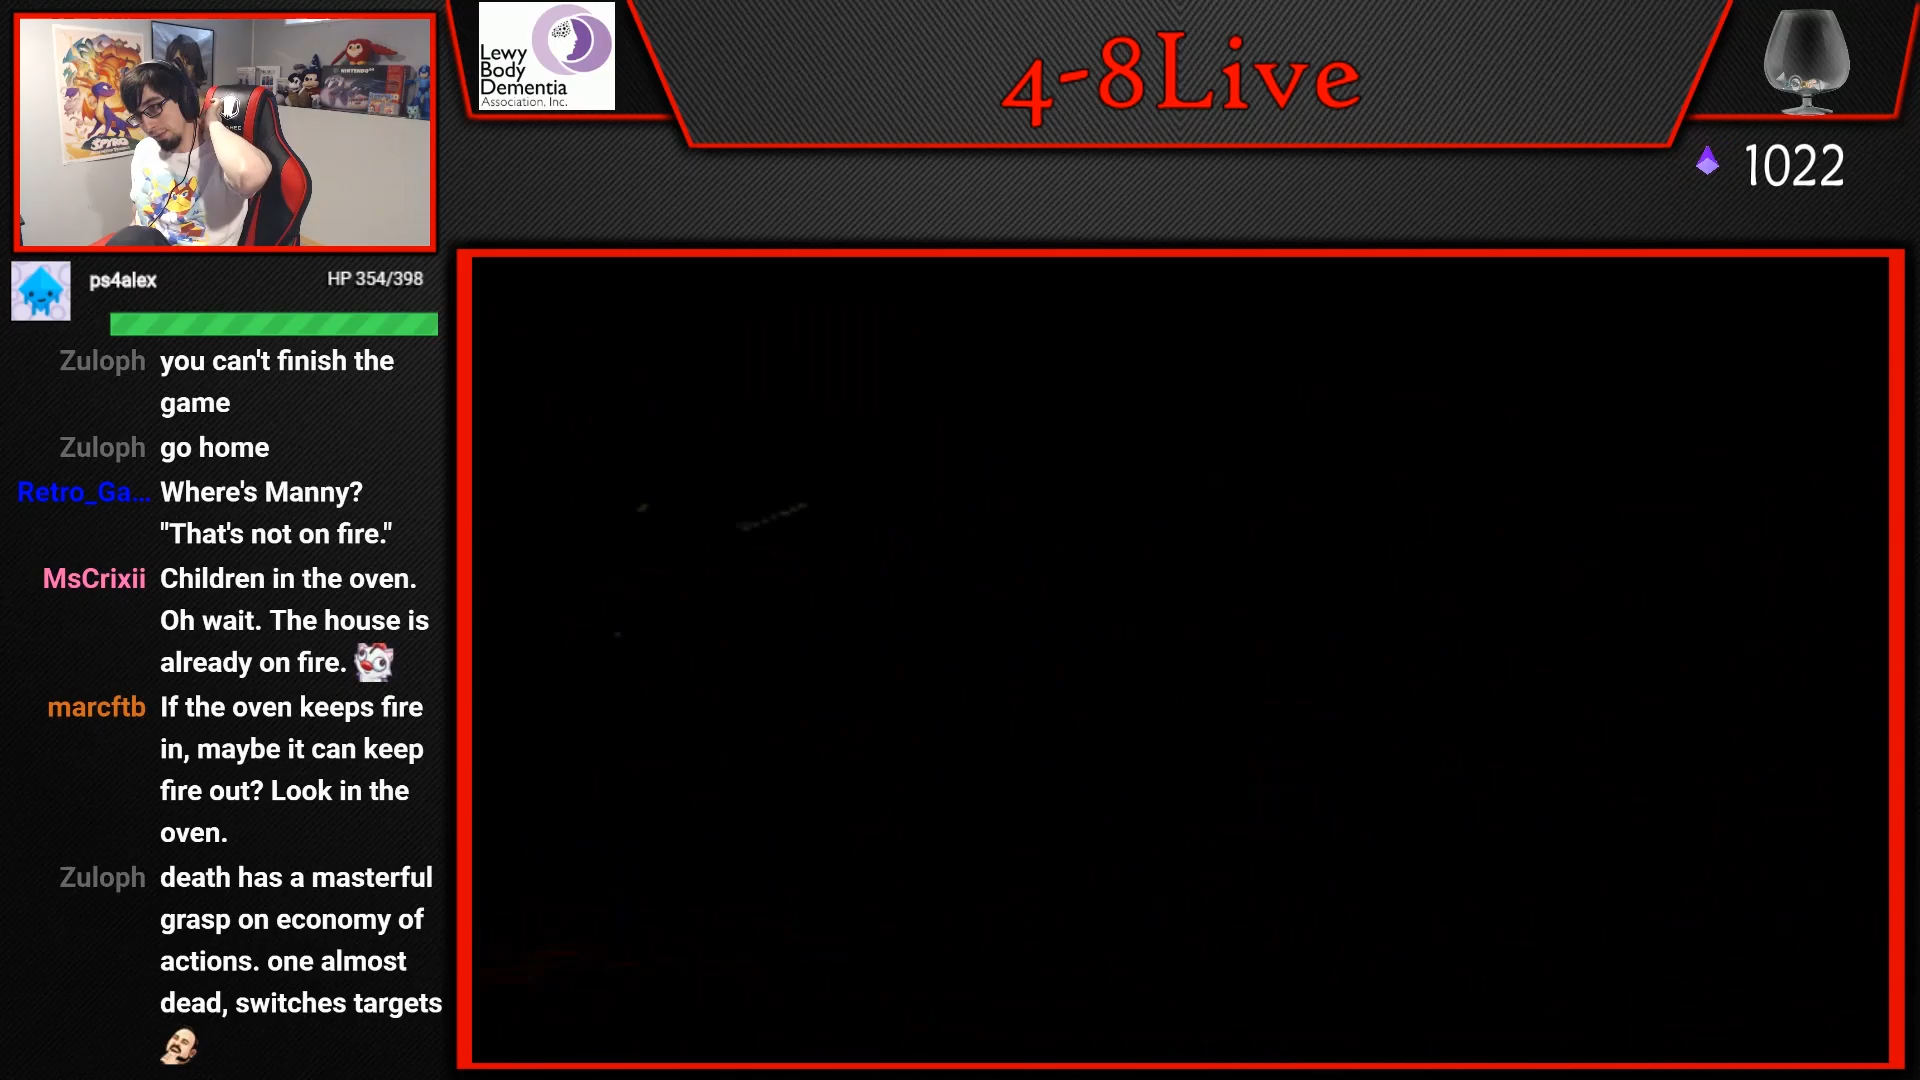 Lewy
Body
Dementia
Association, Inc.
4-8Live
1022
SPYRO
NINTENDO
ps4alex HP 354/398
Zuloph you can't finish the
game
Zuloph go home
Retro_Ga... Where's Manny?
"That's not on fire."
MsCrixii Children in the oven.
Oh wait. The house is
already on fire.
marcftb If the oven keeps fire
in, maybe it can keep
fire out? Look in the
oven.
Zuloph death has a masterful
grasp on economy of
actions. one almost
dead, switches targets